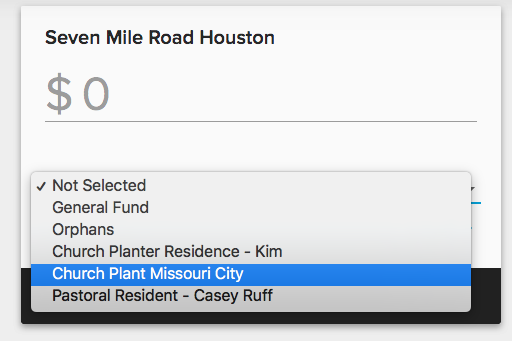 Seven Mile Road Houston
$ 0
✓ Not Selected
General Fund
Orphans
Church Planter Residence - Kim
Church Plant Missouri City
Pastoral Resident - Casey Ruff